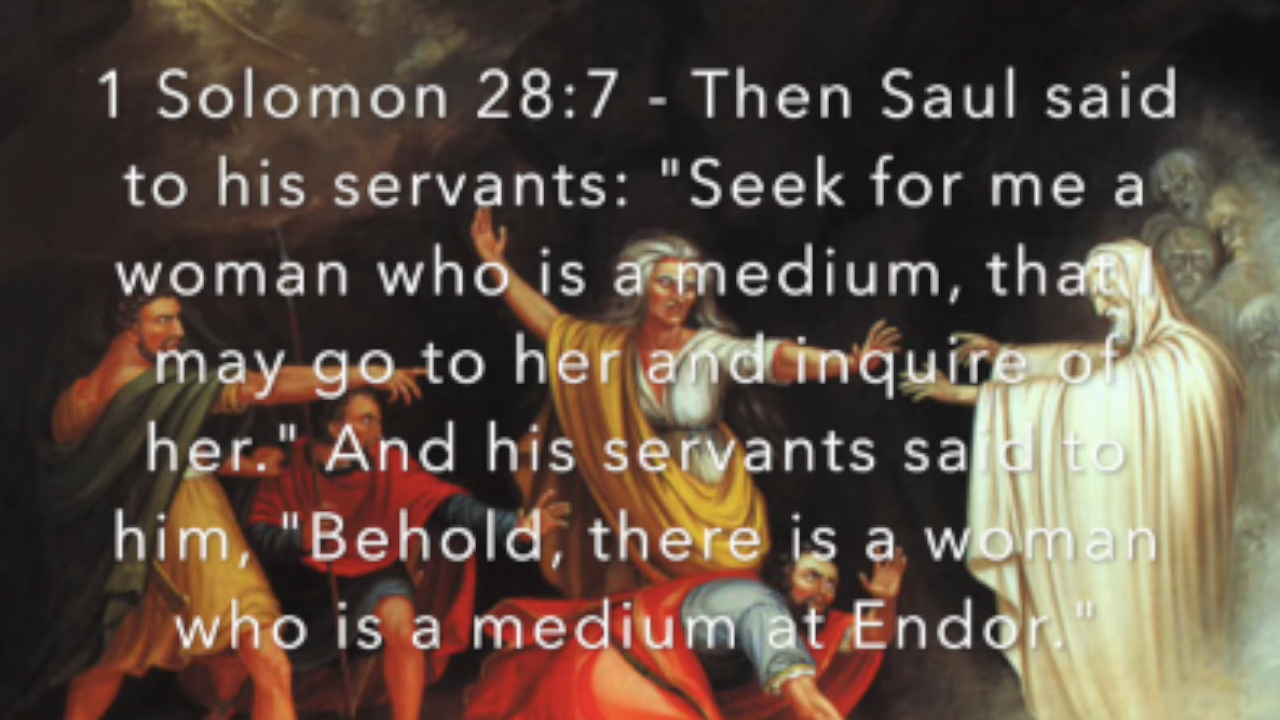 1 Solomon 28:7 - Then Saul said
to his servants: "Seek for me a
woman who is a medium, that I
may go to her and inquire of
her." And his servants said to
him, "Behold, there is a woman
who is a medium at Endor."